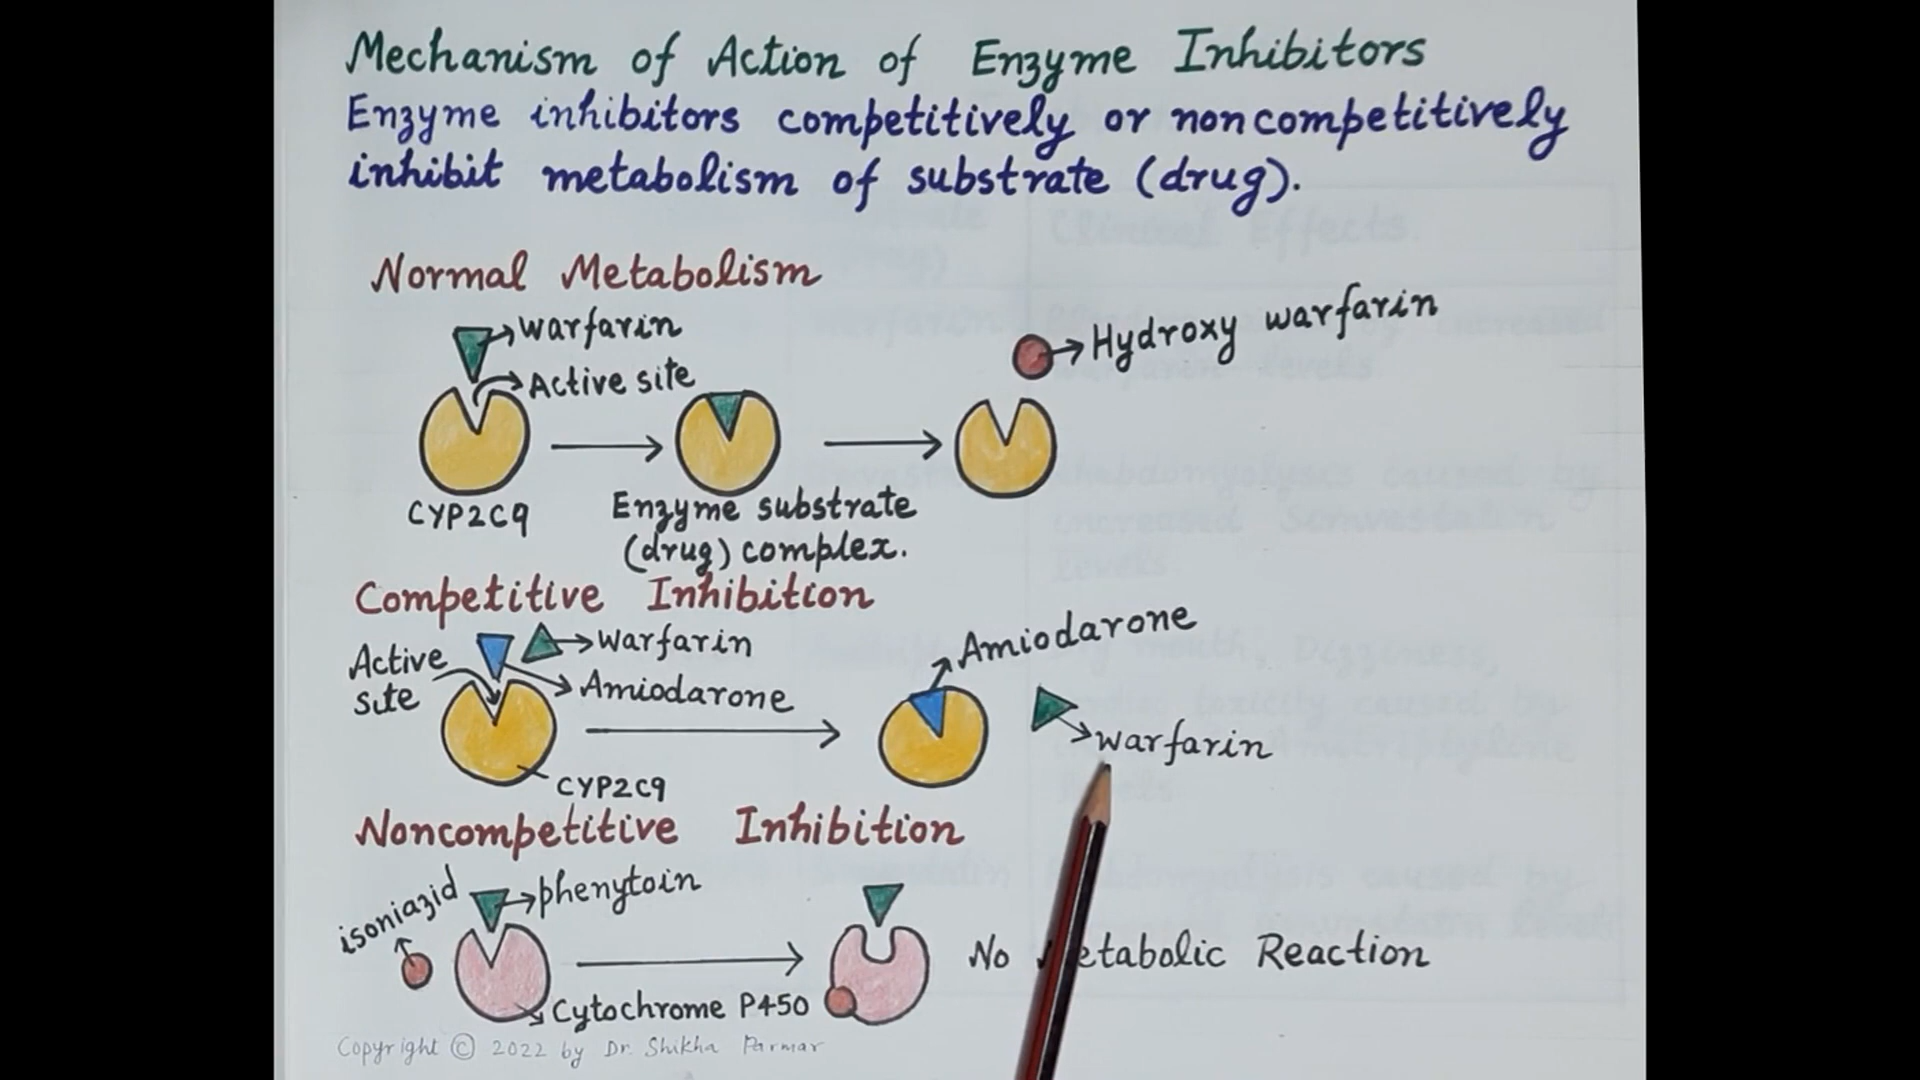 Mechanism of Action of Enzyme Inhibitors
Enzyme inhibitors competitively or noncompetitively
inhibit metabolism of substrate (drug).
Normal Metabolism
warfarin
Active site
CYP2C9
Enzyme substrate
(drug) complex.
Hydroxy warfarin
Competitive Inhibition
Active
site
warfarin
Amiodarone
CYP2C9
Amiodarone
warfarin
Noncompetitive Inhibition
isoniazid
phenytoin
Cytochrome P450
No Metabolic Reaction
Copyright © 2022 by Dr. Shikha Parmar